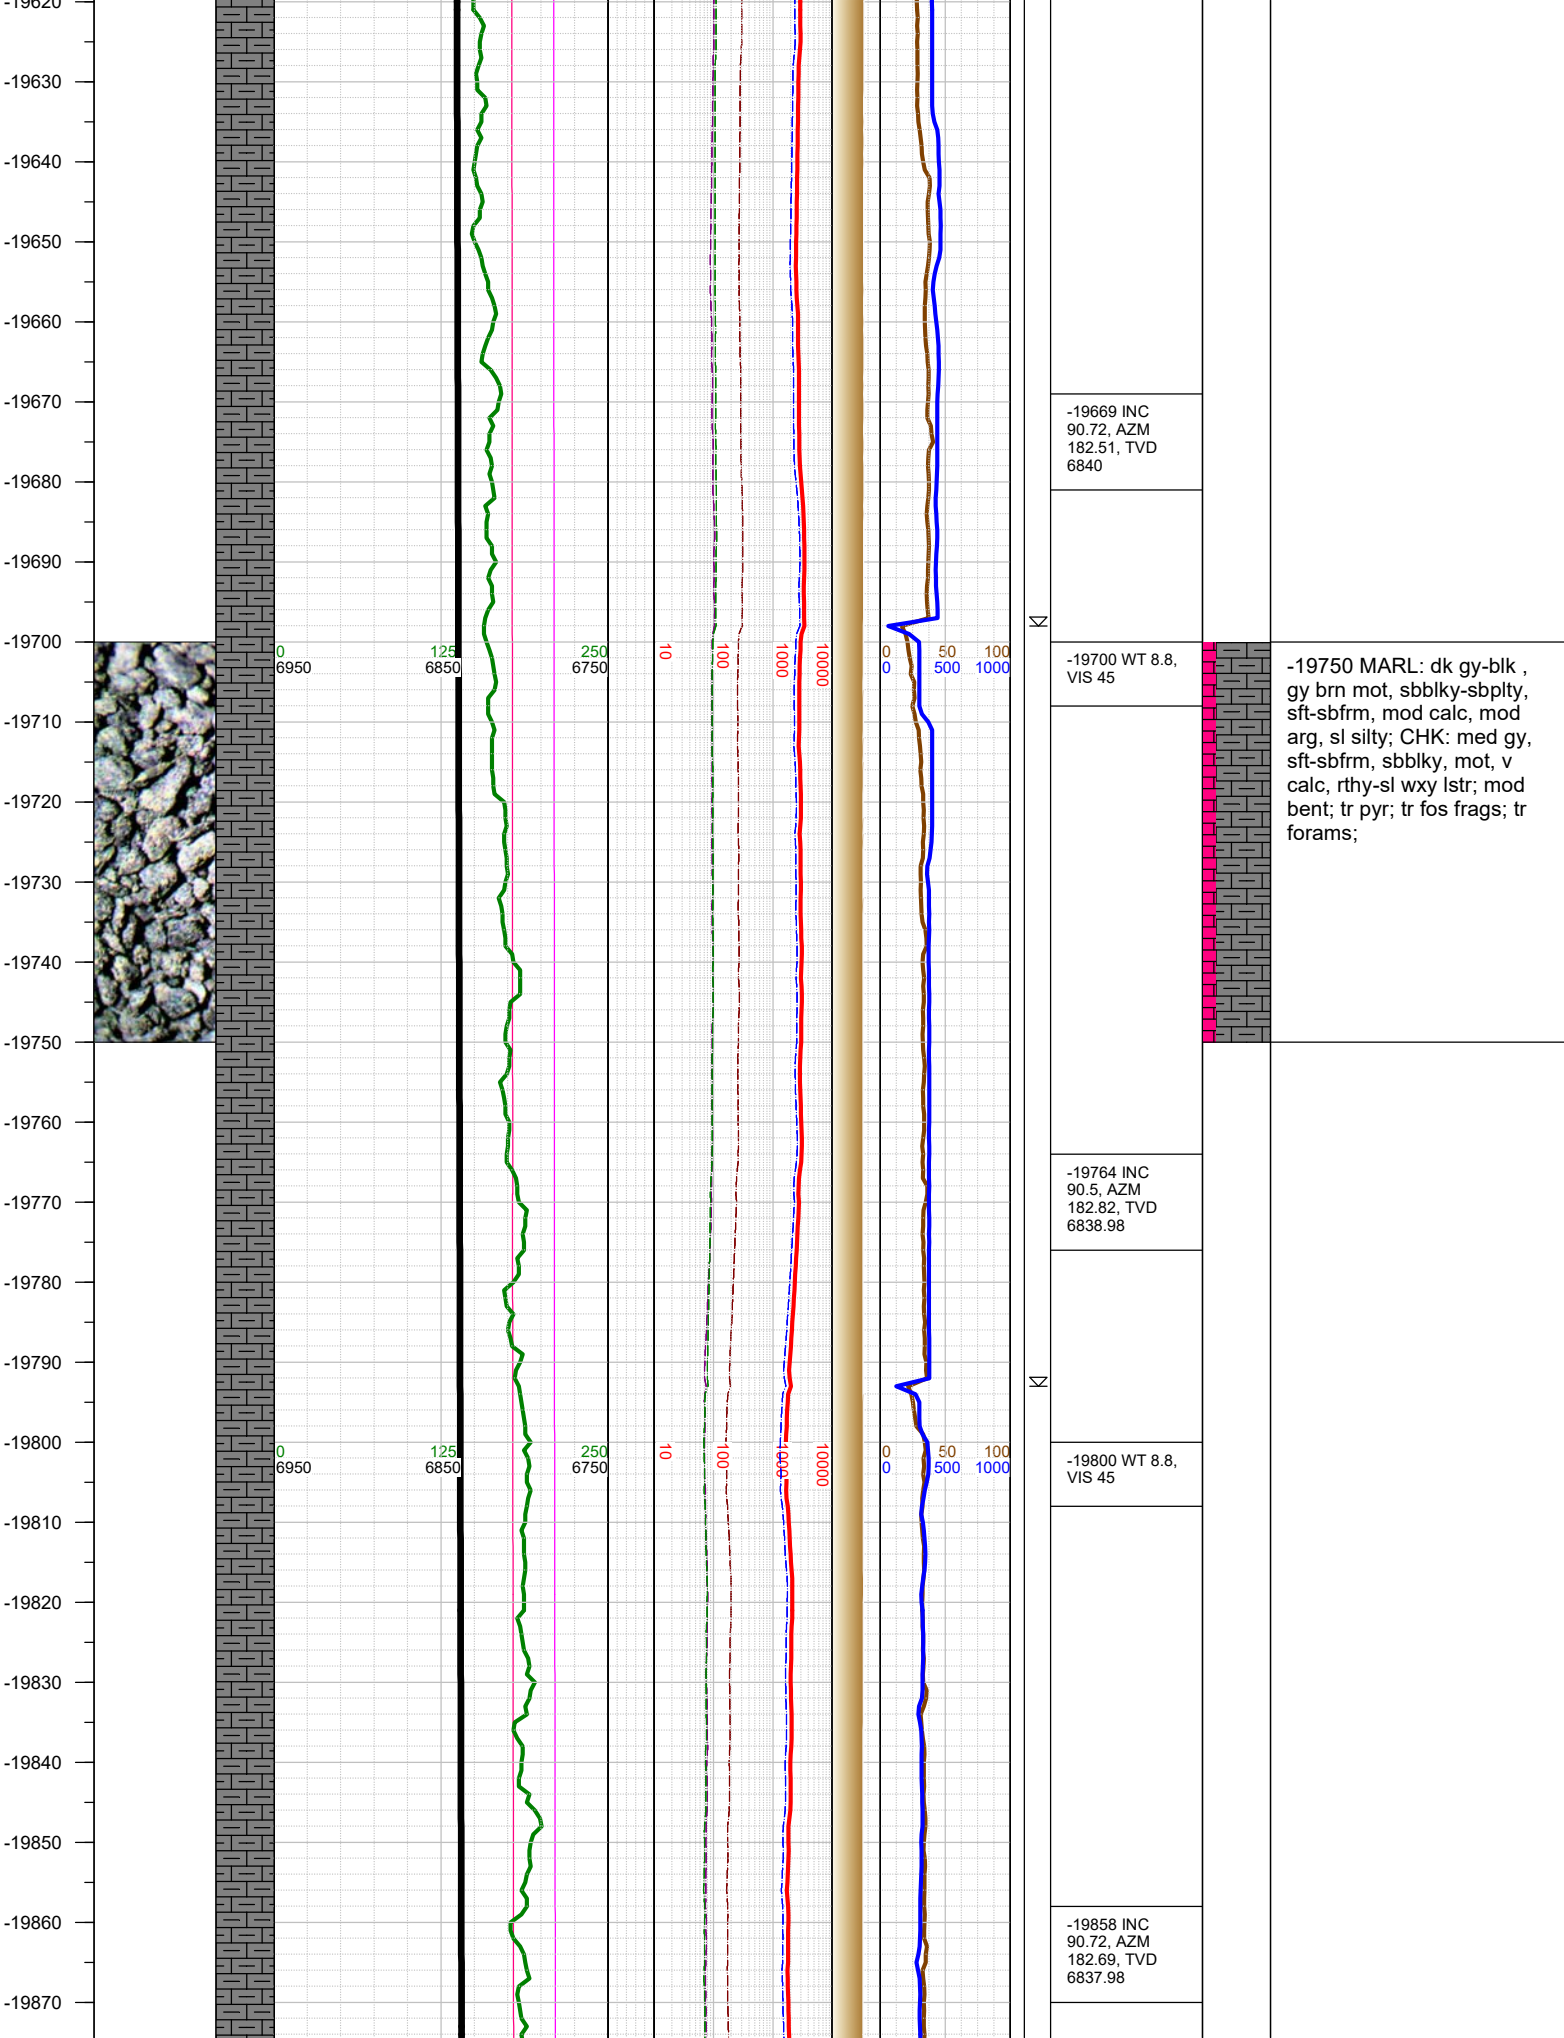 -19620
-19630
-19640
-19650
-19660
-19669 INC
90.72, AZM
182.51, TVD
6840
-19670
-19680
-19690
-19700
0 125 250
6950 6850 6750
10 100 1000 10000
0 50 100
0 500 1000
-19700 WT 8.8,
VIS 45
-19750 MARL: dk gy-blk ,
gy brn mot, sbblky-sbplty,
sft-sbfrm, mod calc, mod
arg, sl silty; CHK: med gy,
sft-sbfrm, sbblky, mot, v
calc, rthy-sl wxy lstr; mod
bent; tr pyr; tr fos frags; tr
forams;
-19710
-19720
-19730
-19740
-19750
-19760
-19764 INC
90.5, AZM
182.82, TVD
6838.98
-19770
-19780
-19790
-19800
0 125 250
6950 6850 6750
10 100 1000 10000
0 50 100
0 500 1000
-19800 WT 8.8,
VIS 45
-19810
-19820
-19830
-19840
-19850
-19860
-19858 INC
90.72, AZM
182.69, TVD
6837.98
-19870